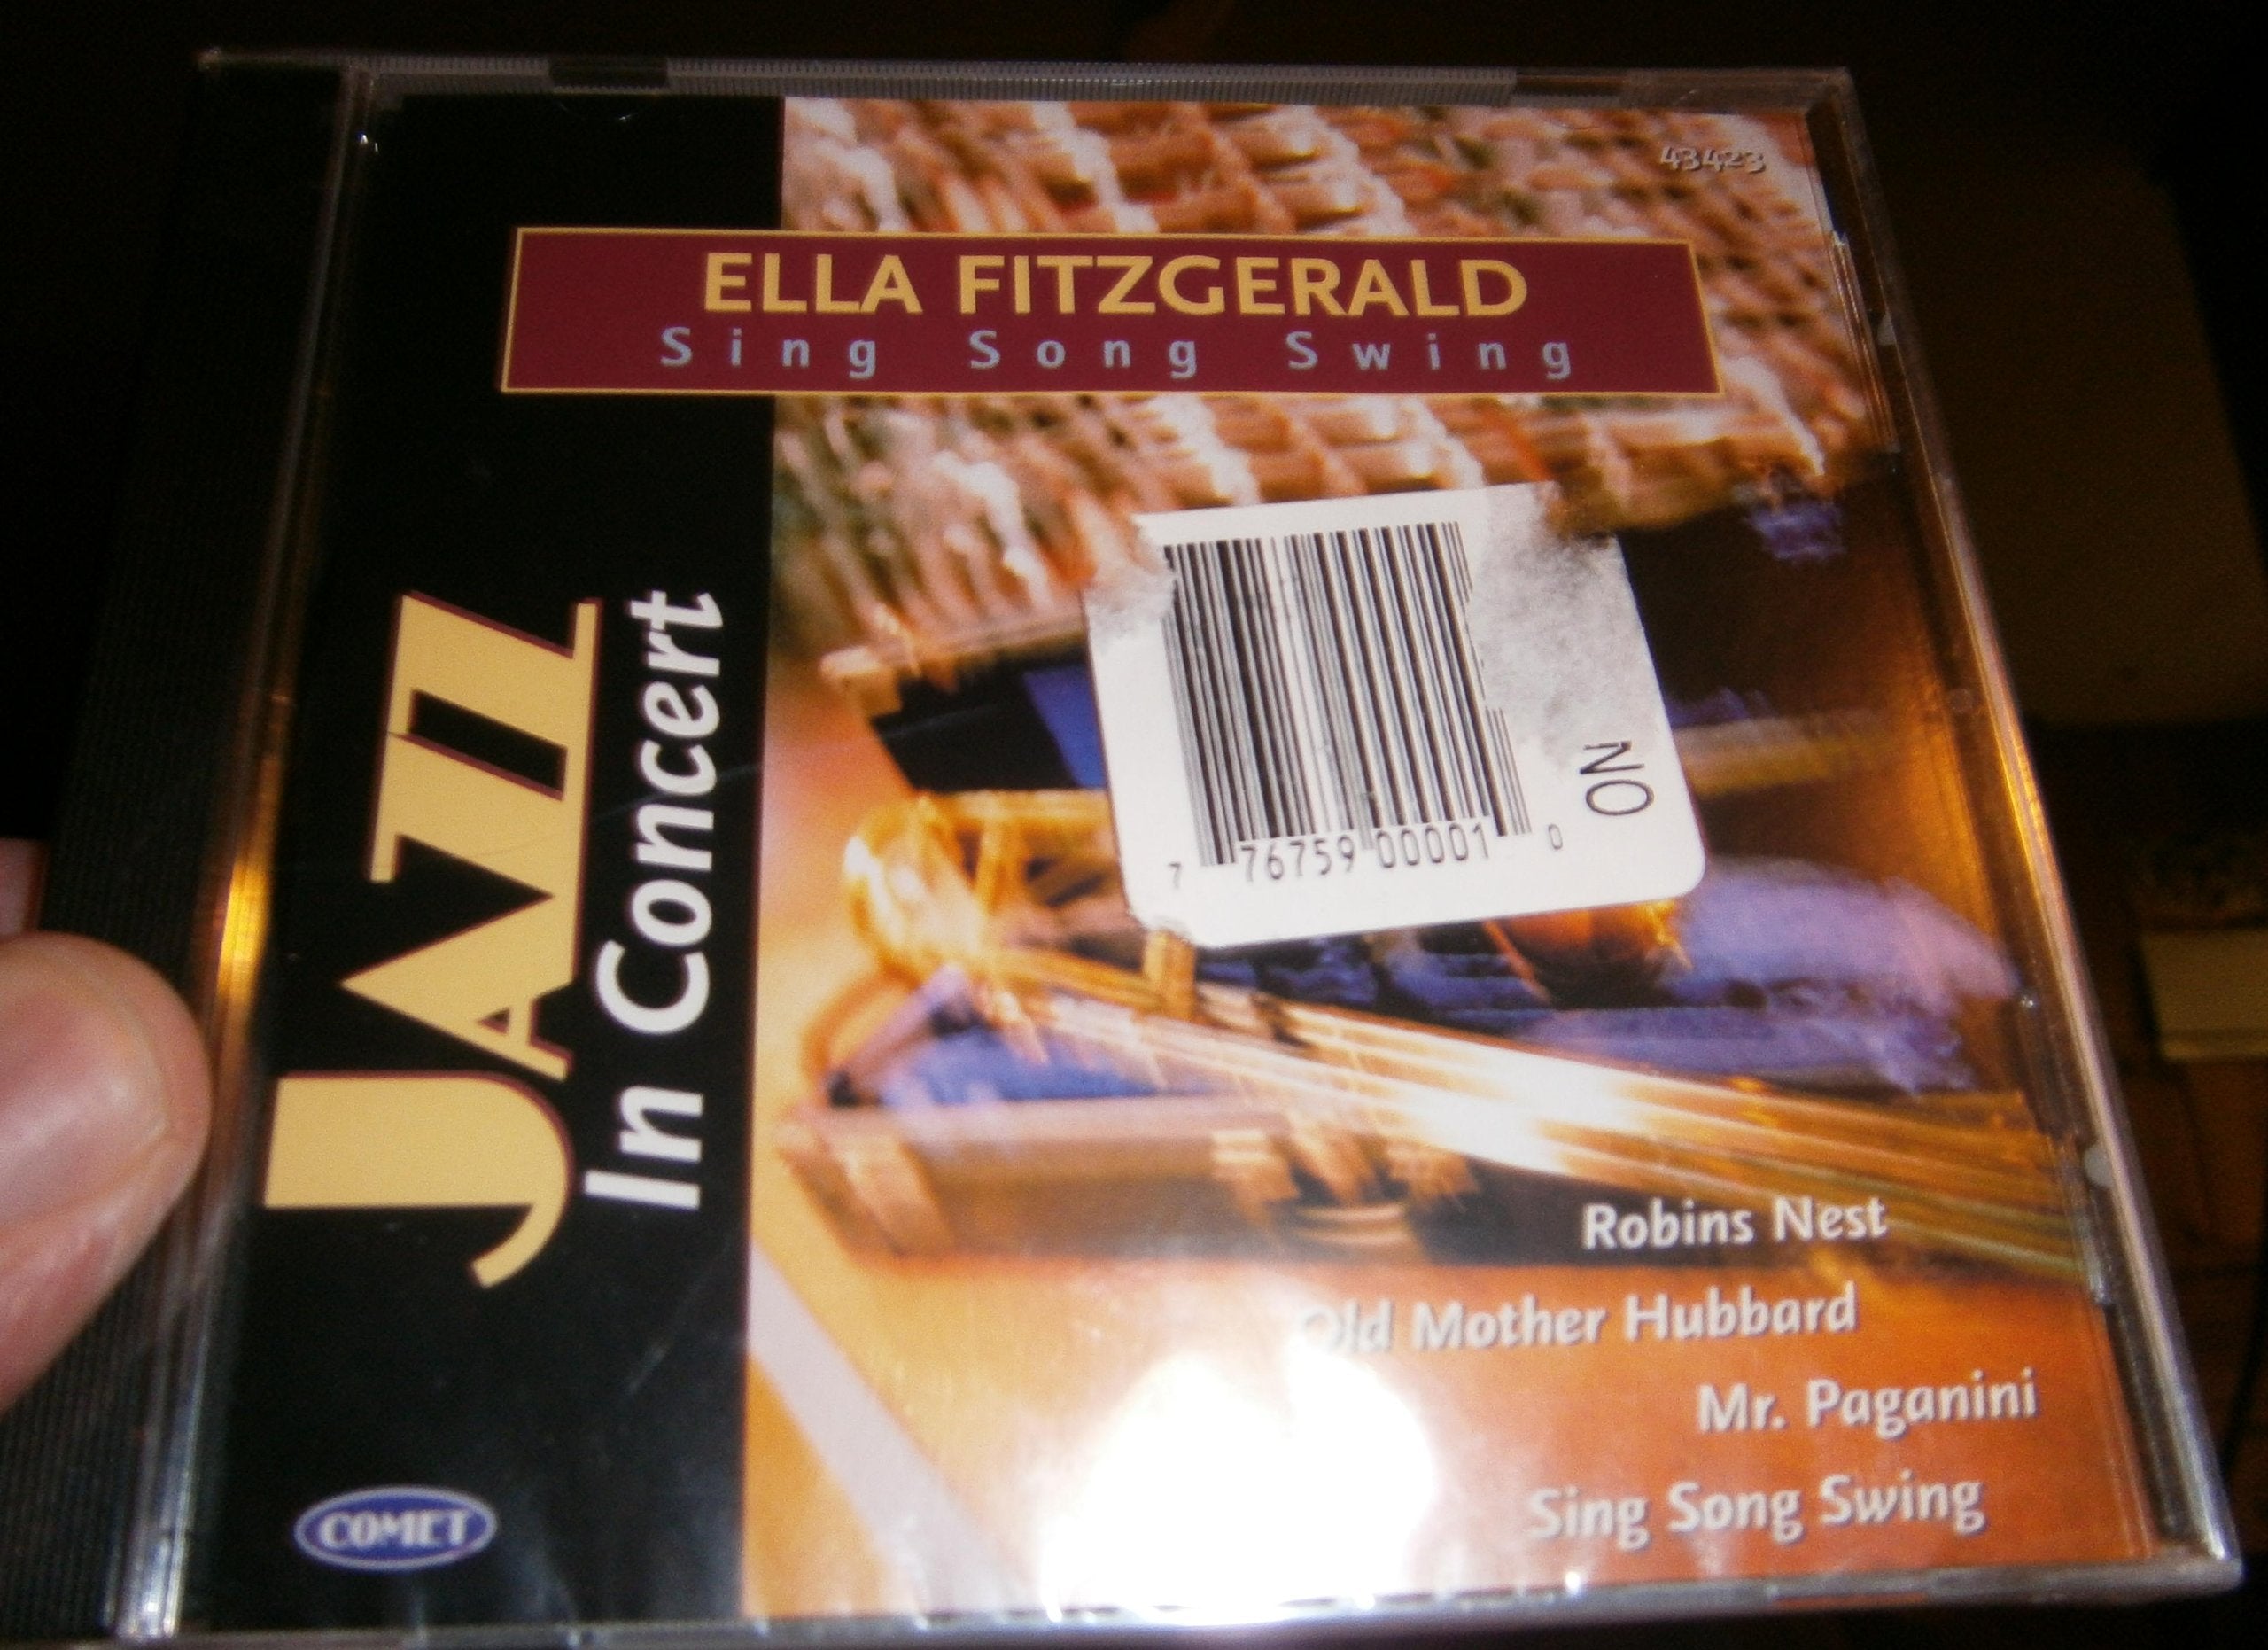 43423
ELLA FITZGERALD
Sing Song Swing
JAZZ
In Concert
7 76759 00001 0
NO
Robins Nest
Old Mother Hubbard
Mr. Paganini
Sing Song Swing
COMET